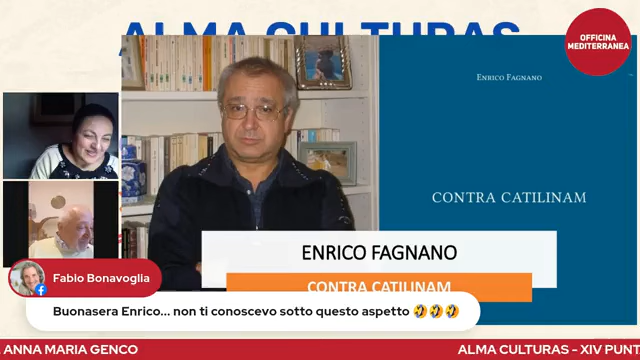 ALMA CULTURAS
OFFICINA
MEDITERRANEA
ENRICO FAGNANO
CONTRA CATILINAM
ENRICO FAGNANO
CONTRA CATILINAM
Fabio Bonavoglia
Buonasera Enrico... non ti conoscevo sotto questo aspetto 🤣🤣🤣
ANNA MARIA GENCO
ALMA CULTURAS - XIV PUNT